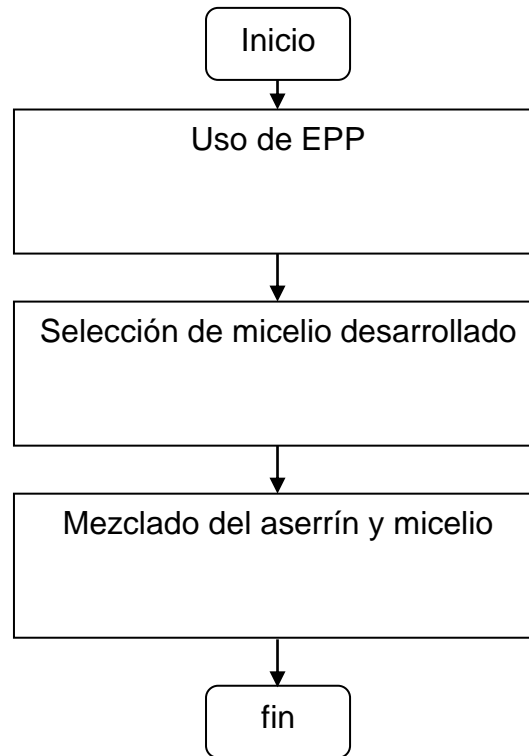 Inicio
Uso de EPP
Selección de micelio desarrollado
Mezclado del aserrín y micelio
fin